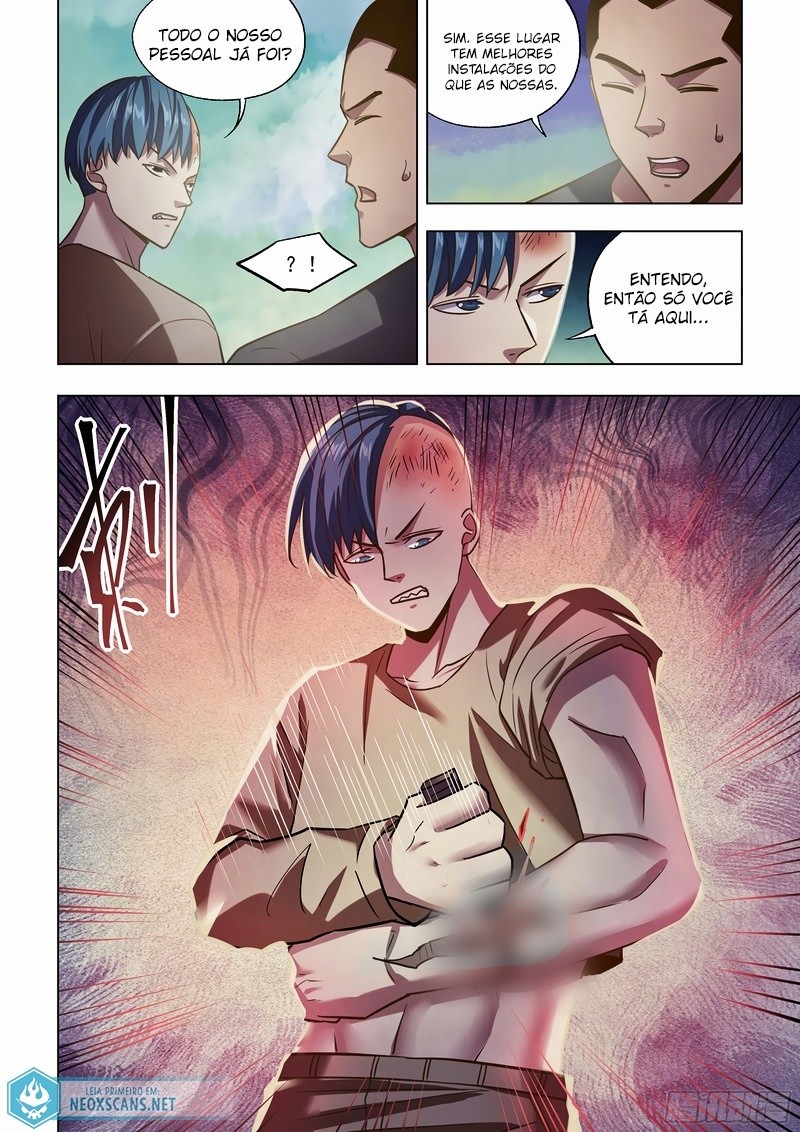 TODO O NOSSO
PESSOAL JÁ FOI?
SIM. ESSE LUGAR
TEM MELHORES
INSTALAÇÕES DO
QUE AS NOSSAS.
? !
ENTENDO,
ENTÃO SÓ VOCÊ
TÁ AQUI...
LEIA PRIMEIRO EM:
NEOXSCANS.NET